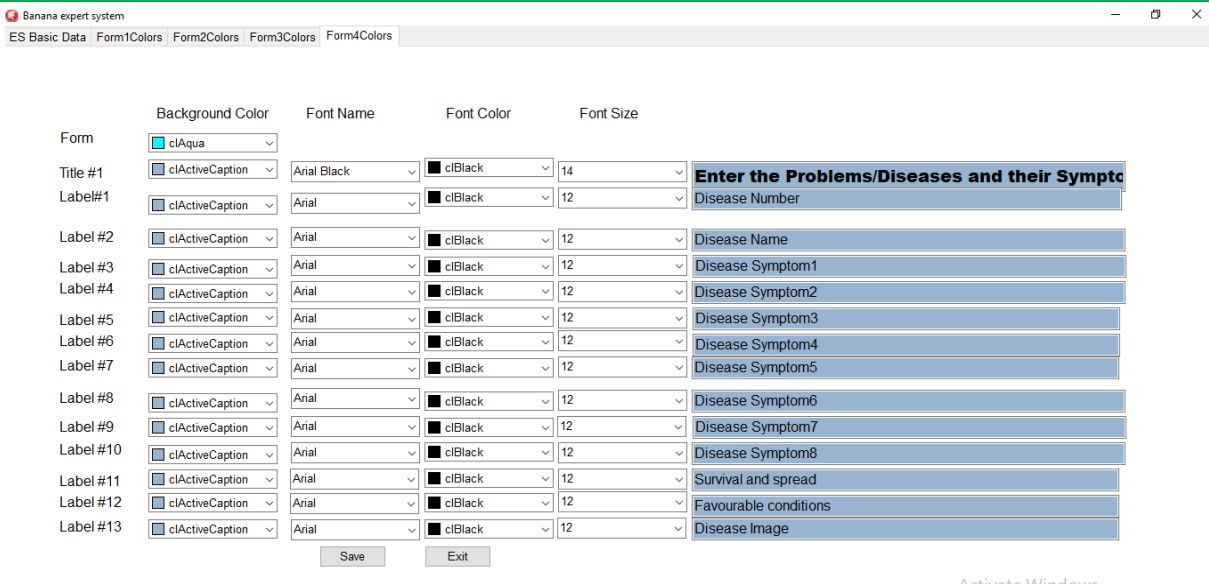 Banana expert system
ES Basic Data Form1Colors Form2Colors Form3Colors Form4Colors
Background Color Font Name Font Color Font Size
Form clAqua
Title #1 clActiveCaption Arial Black clBlack 14 Enter the Problems/Diseases and their Sympto
Label#1 clActiveCaption Arial clBlack 12 Disease Number
Label #2 clActiveCaption Arial clBlack 12 Disease Name
Label #3 clActiveCaption Arial clBlack 12 Disease Symptom1
Label #4 clActiveCaption Arial clBlack 12 Disease Symptom2
Label #5 clActiveCaption Arial clBlack 12 Disease Symptom3
Label #6 clActiveCaption Arial clBlack 12 Disease Symptom4
Label #7 clActiveCaption Arial clBlack 12 Disease Symptom5
Label #8 clActiveCaption Arial clBlack 12 Disease Symptom6
Label #9 clActiveCaption Arial clBlack 12 Disease Symptom7
Label #10 clActiveCaption Arial clBlack 12 Disease Symptom8
Label #11 clActiveCaption Arial clBlack 12 Survival and spread
Label #12 clActiveCaption Arial clBlack 12 Favourable conditions
Label #13 clActiveCaption Arial clBlack 12 Disease Image
Save Exit
Activate Windows